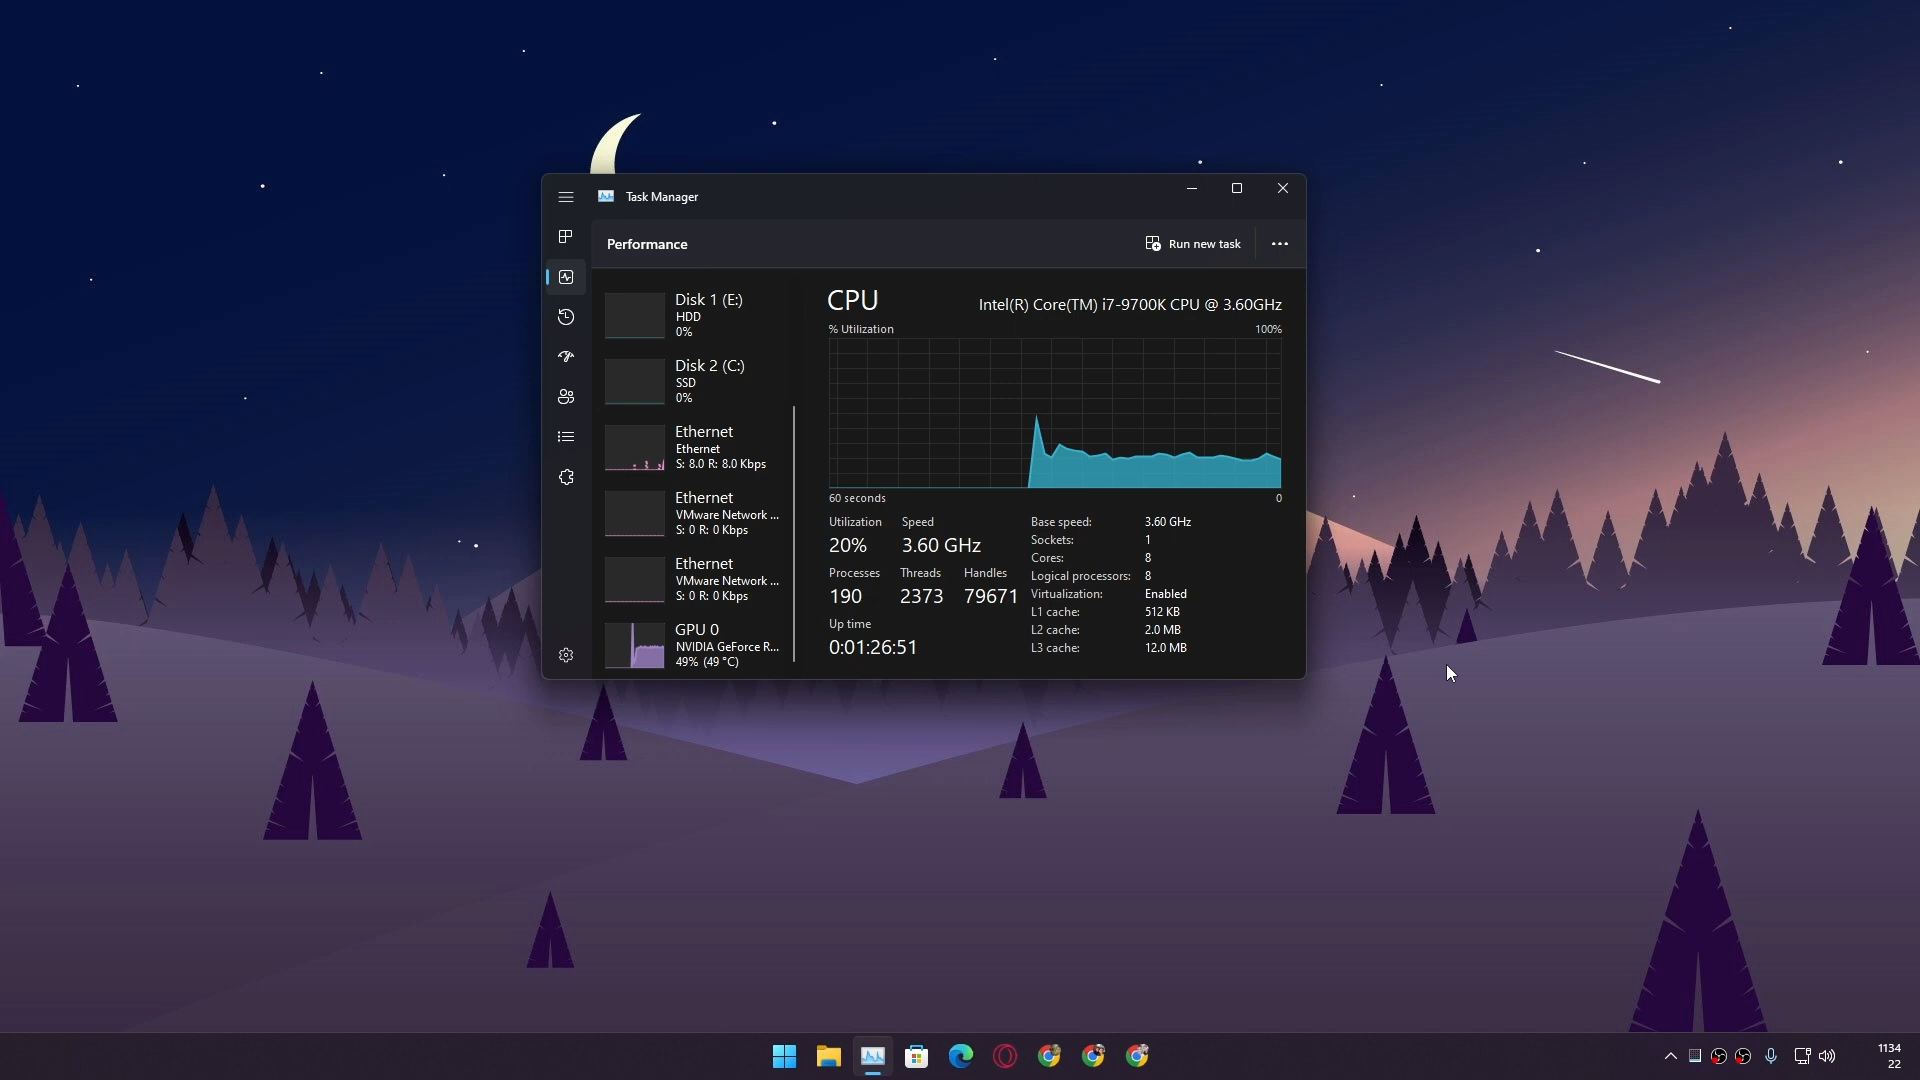 Task Manager
Performance
Run new task
Disk 1 (E:)
HDD
0%
Disk 2 (C:)
SSD
0%
Ethernet
Ethernet
S: 8.0 R: 8.0 Kbps
Ethernet
VMware Network ...
S: 0 R: 0 Kbps
Ethernet
VMware Network ...
S: 0 R: 0 Kbps
GPU 0
NVIDIA GeForce R...
49% (49 °C)
CPU
Intel(R) Core(TM) i7-9700K CPU @ 3.60GHz
% Utilization
100%
60 seconds
0
Utilization
Speed
20%
3.60 GHz
Processes
Threads
Handles
190
2373
79671
Up time
0:01:26:51
Base speed: 3.60 GHz
Sockets: 1
Cores: 8
Logical processors: 8
Virtualization: Enabled
L1 cache: 512 KB
L2 cache: 2.0 MB
L3 cache: 12.0 MB
1134
22